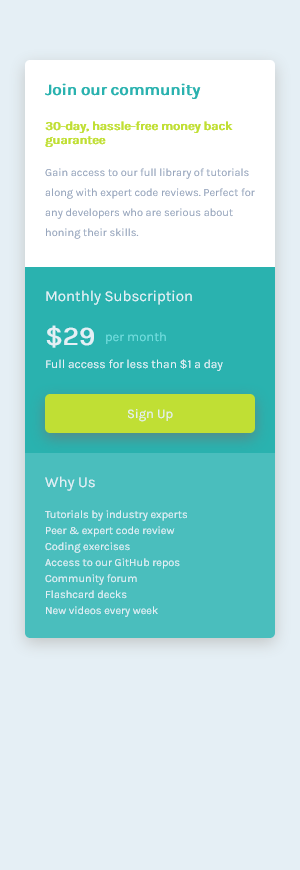 Join our community
30-day, hassle-free money back
guarantee
Gain access to our full library of tutorials
along with expert code reviews. Perfect for
any developers who are serious about
honing their skills.
Monthly Subscription
$29 per month
Full access for less than $1 a day
Sign Up
Why Us
Tutorials by industry experts
Peer & expert code review
Coding exercises
Access to our GitHub repos
Community forum
Flashcard decks
New videos every week